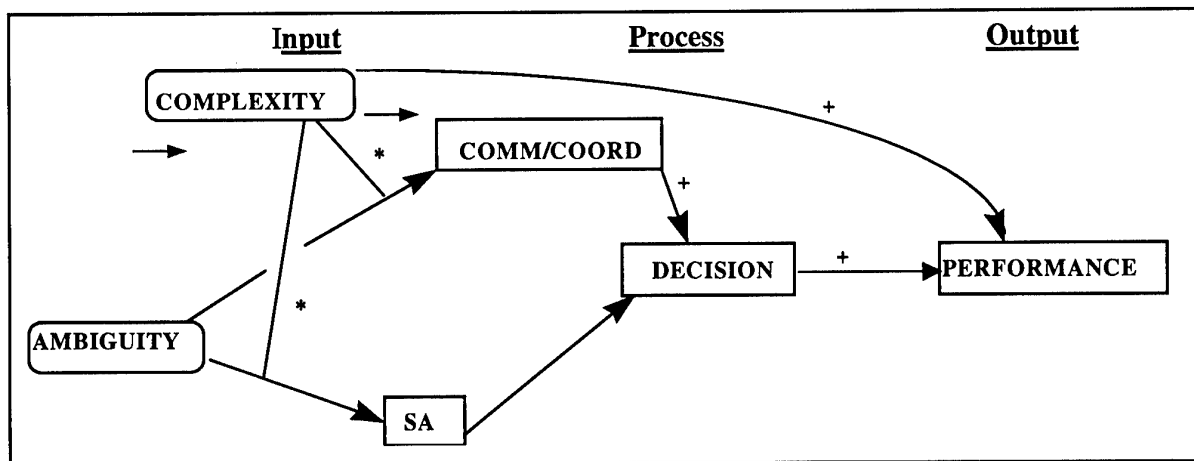 Input Process Output
COMPLEXITY
+
*
COMM/COORD
+
DECISION
+
PERFORMANCE
*
AMBIGUITY
SA